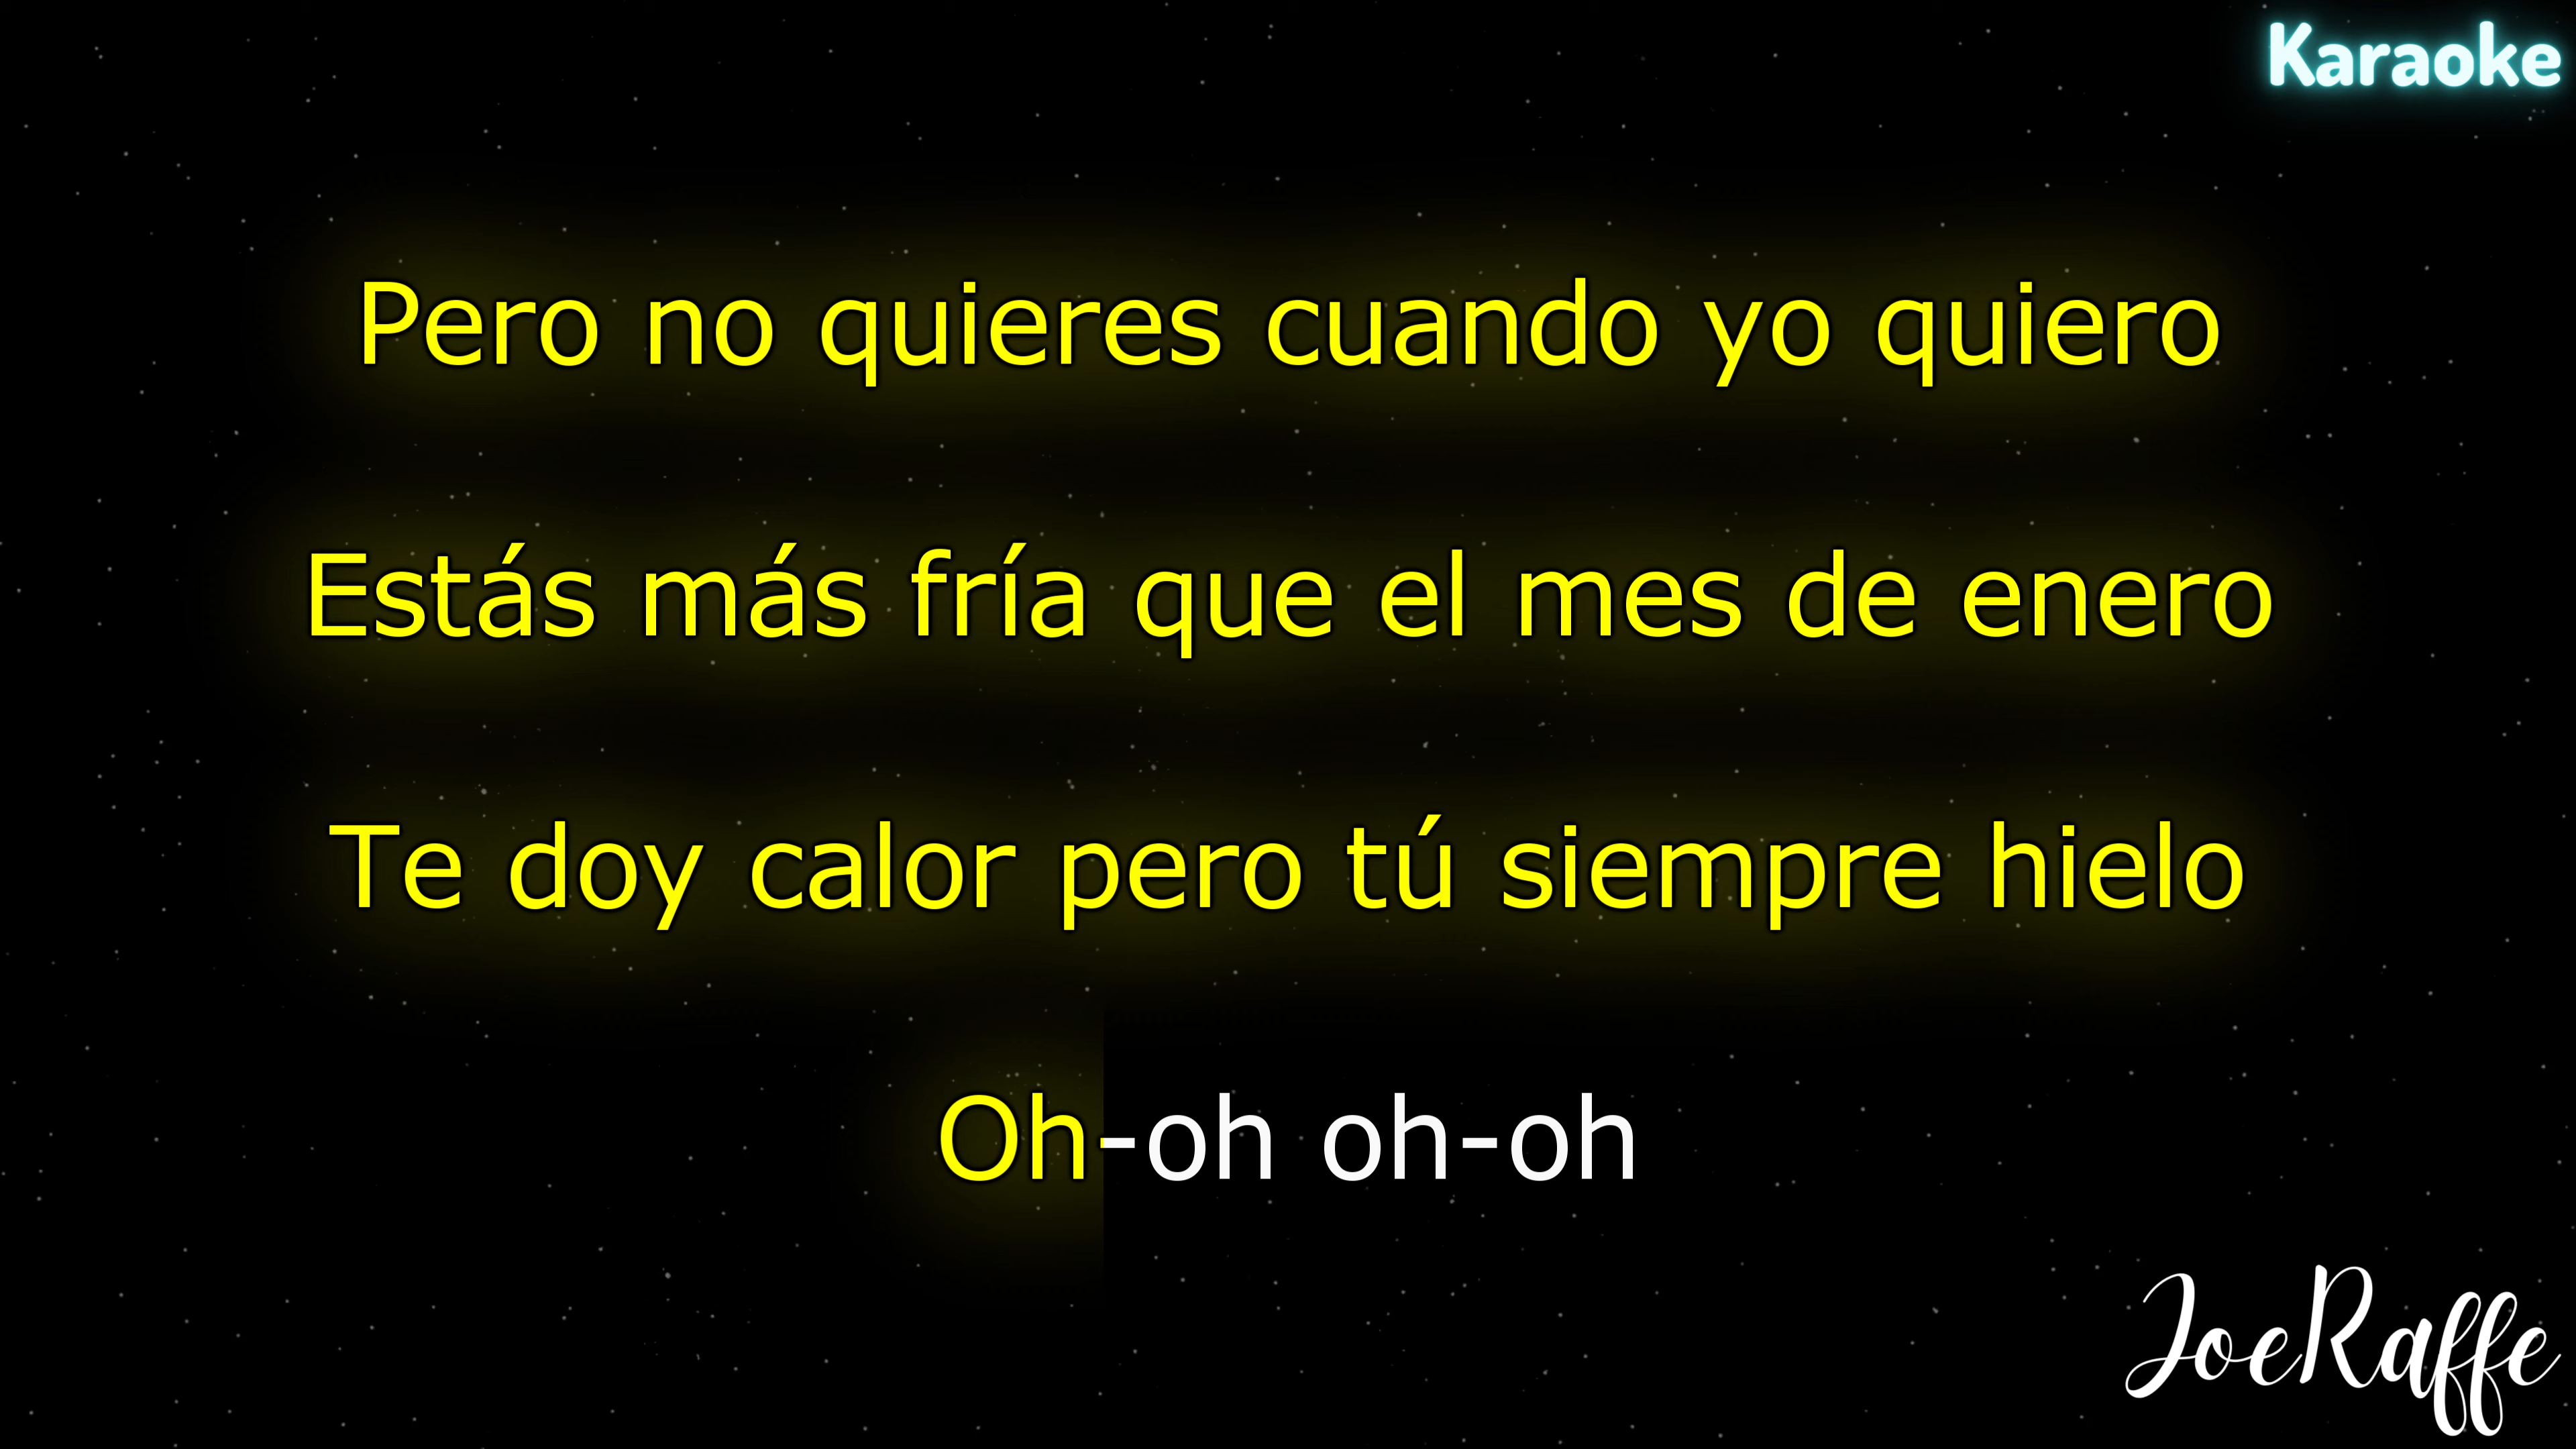 Karaoke
Pero no quieres cuando yo quiero
Estás más fría que el mes de enero
Te doy calor pero tú siempre hielo
Oh-oh oh-oh
JoeRaffe